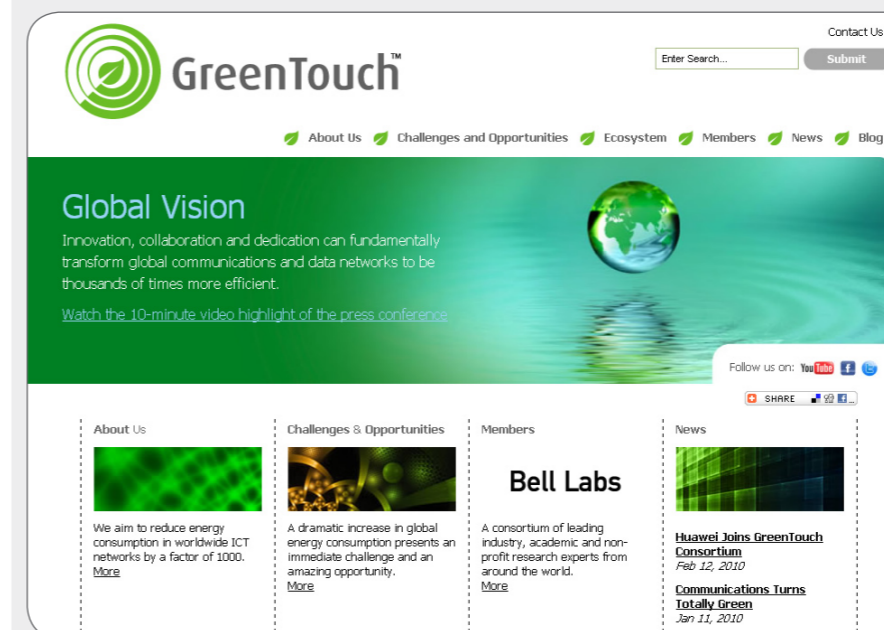 Contact Us
GreenTouch™
Enter Search...
Submit
About Us
Challenges and Opportunities
Ecosystem
Members
News
Blog
Global Vision
Innovation, collaboration and dedication can fundamentally
transform global communications and data networks to be
thousands of times more efficient.
Watch the 10-minute video highlight of the press conference
Follow us on: YouTube
SHARE
About Us
We aim to reduce energy
consumption in worldwide ICT
networks by a factor of 1000.
More
Challenges & Opportunities
A dramatic increase in global
energy consumption presents an
immediate challenge and an
amazing opportunity.
More
Members
Bell Labs
A consortium of leading
industry, academic and non-
profit research experts from
around the world.
More
News
Huawei Joins GreenTouch
Consortium
Feb 12, 2010
Communications Turns
Totally Green
Jan 11, 2010